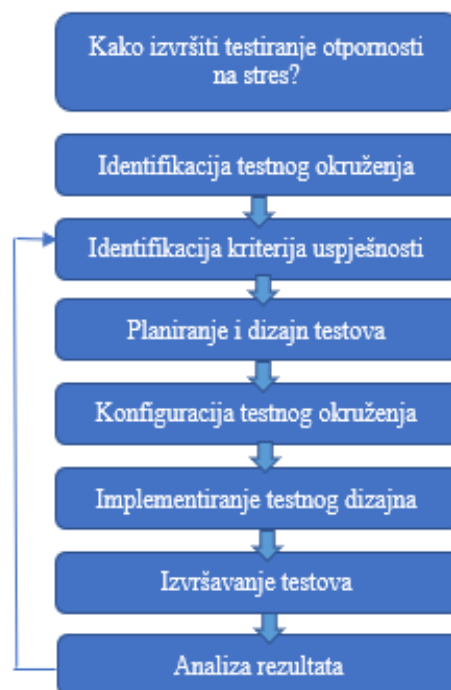 Kako izvršiti testiranje otpornosti
na stres?
Identifikacija testnog okruženja
Identifikacija kriterija uspješnosti
Planiranje i dizajn testova
Konfiguracija testnog okruženja
Implementiranje testnog dizajna
Izvršavanje testova
Analiza rezultata